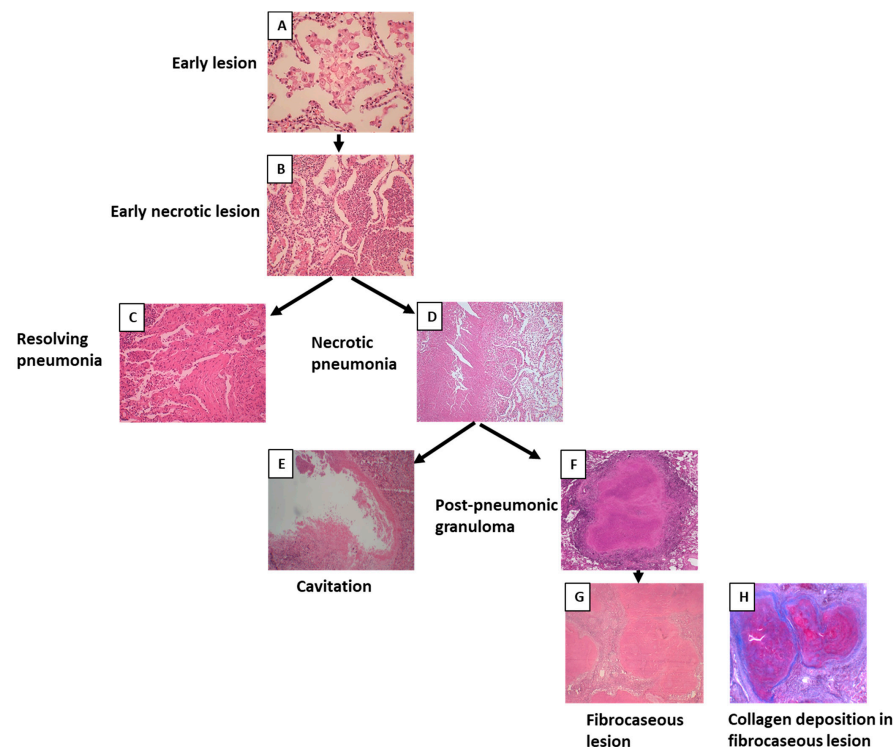 A
Early lesion
B
Early necrotic lesion
C
Resolving
pneumonia
D
Necrotic
pneumonia
E
Cavitation
F
Post-pneumonic
granuloma
G
Fibrocaseous
lesion
H
Collagen deposition in
fibrocaseous lesion